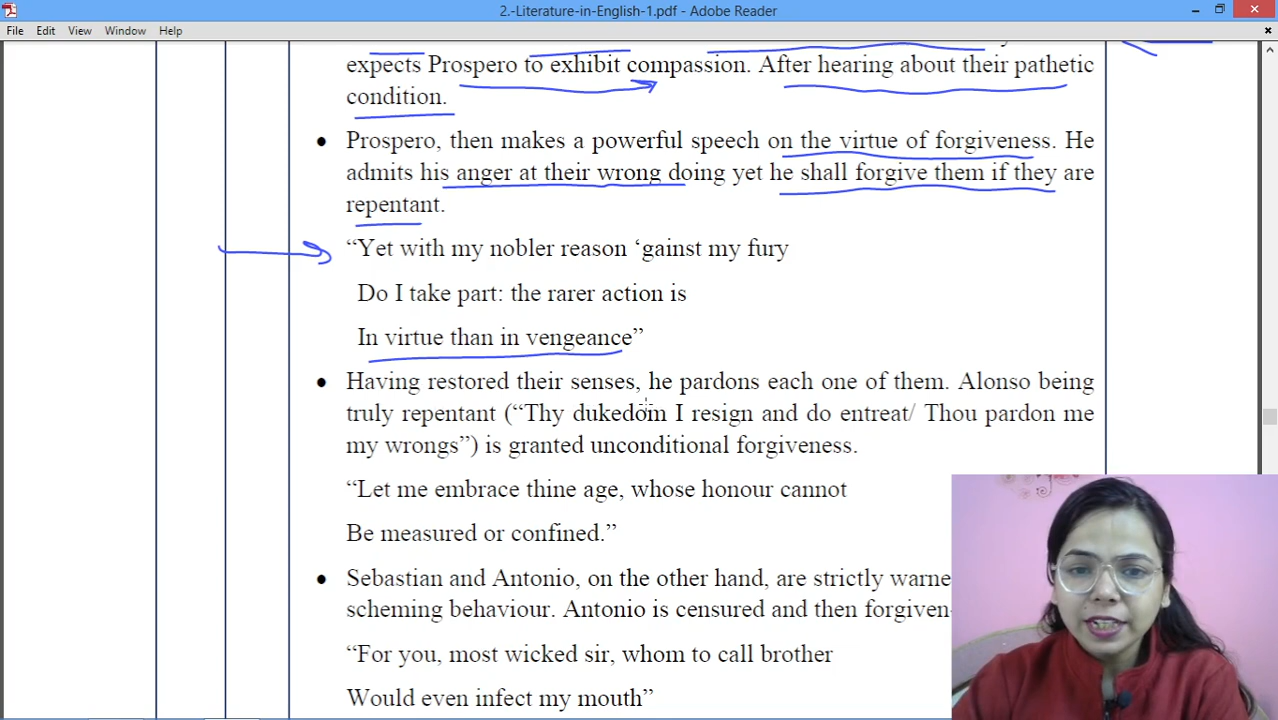 2.-Literature-in-English-1.pdf - Adobe Reader
File Edit View Window Help
expects Prospero to exhibit compassion. After hearing about their pathetic
condition.
• Prospero, then makes a powerful speech on the virtue of forgiveness. He
admits his anger at their wrong doing yet he shall forgive them if they are
repentant.
“Yet with my nobler reason ‘gainst my fury
Do I take part: the rarer action is
In virtue than in vengeance”
• Having restored their senses, he pardons each one of them. Alonso being
truly repentant (“Thy dukedom I resign and do entreat/ Thou pardon me
my wrongs”) is granted unconditional forgiveness.
“Let me embrace thine age, whose honour cannot
Be measured or confined.”
• Sebastian and Antonio, on the other hand, are strictly
scheming behaviour. Antonio is censured and then forgiven
“For you, most wicked sir, whom to call brother
Would even infect my mouth”